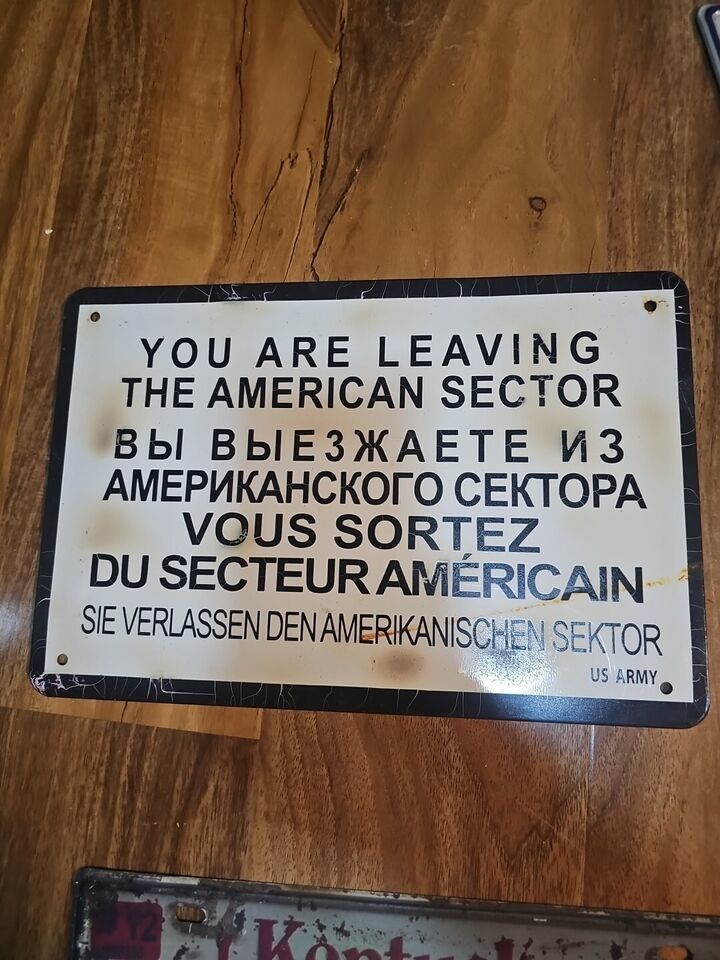 YOU ARE LEAVING
THE AMERICAN SECTOR
ВЫ ВЫЕЗЖАЕТЕ ИЗ
АМЕРИКАНСКОГО СЕКТОРА
VOUS SORTEZ
DU SECTEUR AMÉRICAIN
SIE VERLASSEN DEN AMERIKANISCHEN SEKTOR
US ARMY
Y2